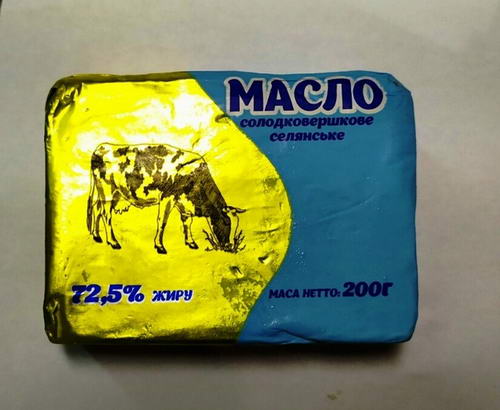 МАСЛО
солодковершкове
селянське
72,5% жиру
маса нетто: 200г